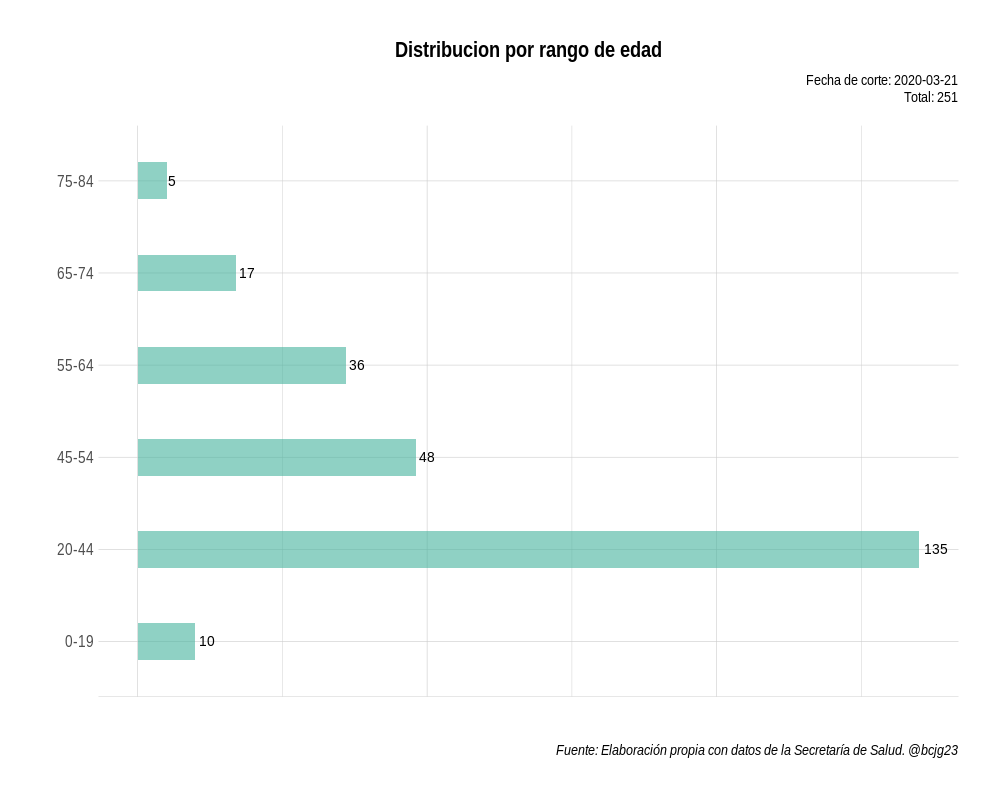 Distribucion por rango de edad
Fecha de corte: 2020-03-21
Total: 251
75-84 5
65-74 17
55-64 36
45-54 48
20-44 135
0-19 10
Fuente: Elaboración propia con datos de la Secretaría de Salud. @bcjg23